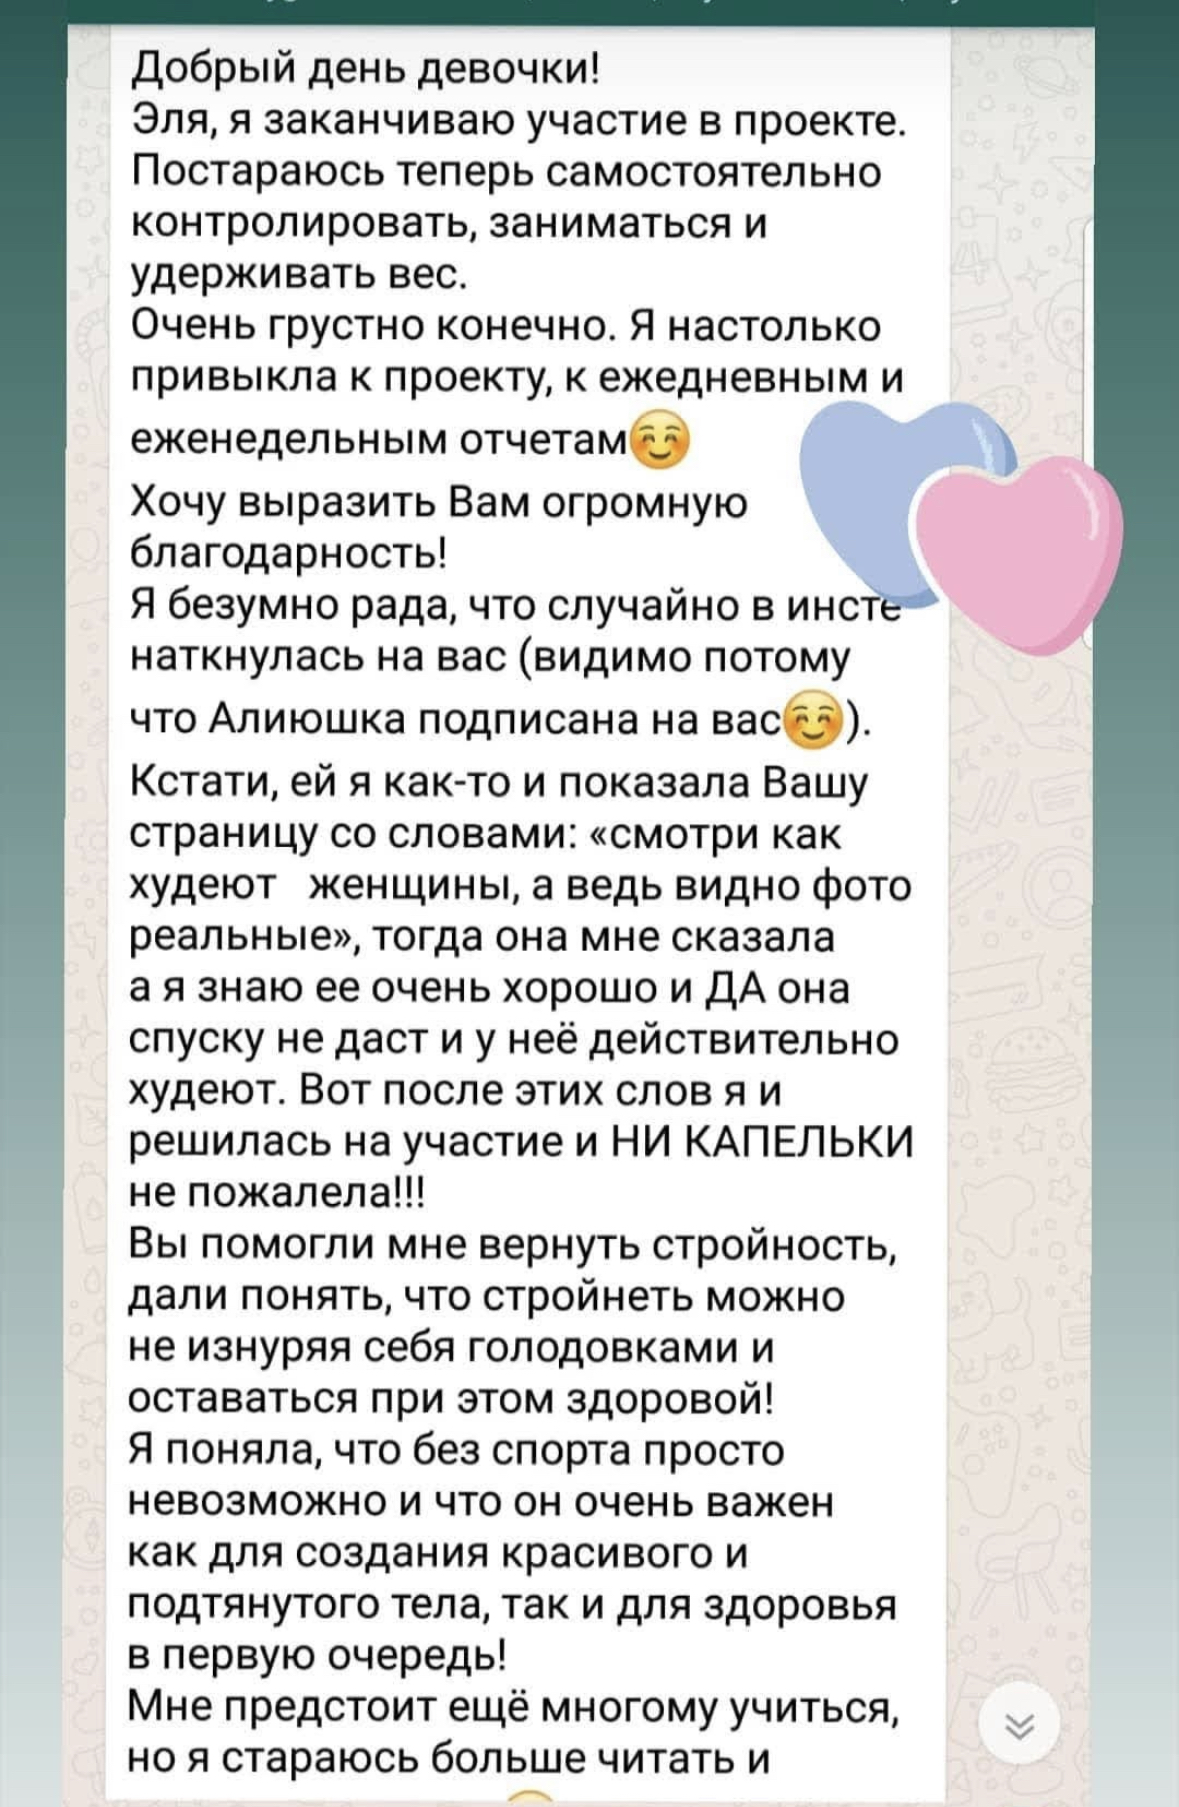 Добрый день девочки!
Эля, я заканчиваю участие в проекте.
Постараюсь теперь самостоятельно
контролировать, заниматься и
удерживать вес.
Очень грустно конечно. Я настолько
привыкла к проекту, к ежедневным и
еженедельным отчетам☺️
Хочу выразить Вам огромную
благодарность!
Я безумно рада, что случайно в инсте
наткнулась на вас (видимо потому
что Алиюшка подписана на вас☺️).
Кстати, ей я как-то и показала Вашу
страницу со словами: «смотри как
худеют   женщины, а ведь видно фото
реальные», тогда она мне сказала
а я знаю ее очень хорошо и ДА она
спуску не даст и у неё действительно
худеют. Вот после этих слов я и
решилась на участие и НИ КАПЕЛЬКИ
не пожалела!!!
Вы помогли мне вернуть стройность,
дали понять, что стройнеть можно
не изнуряя себя голодовками и
оставаться при этом здоровой!
Я поняла, что без спорта просто
невозможно и что он очень важен
как для создания красивого и
подтянутого тела, так и для здоровья
в первую очередь!
Мне предстоит ещё многому учиться,
но я стараюсь больше читать и